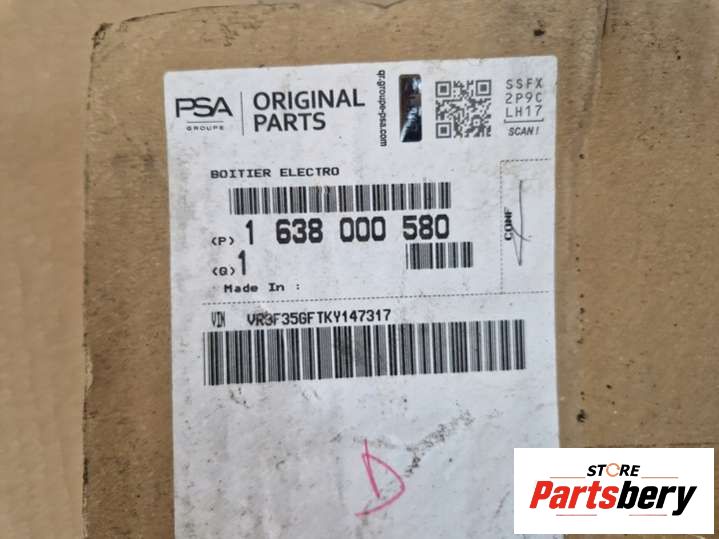 PSA
GROUPE
ORIGINAL
PARTS
qr.groupe-psa.com
SSFX
2P9C
LH17
SCAN!
BOITIER ELECTRO
(P) 1 638 000 580
(Q) 1
Made In :
CONF
VIN VR3F35GFTKY147317
D
STORE
Partsbery